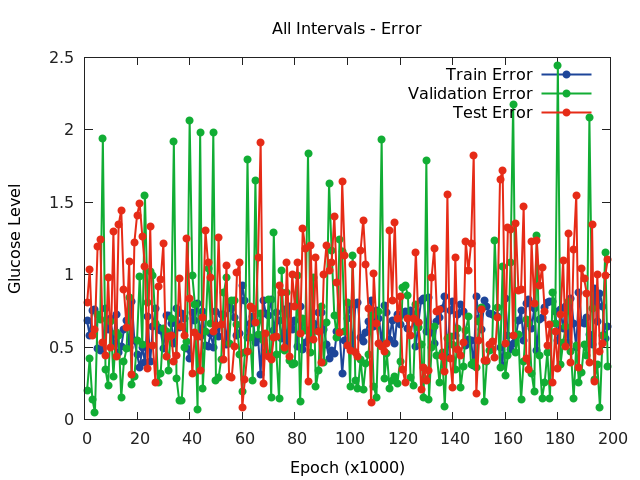 All Intervals - Error
Train Error
Validation Error
Test Error
Glucose Level
2.5
2
1.5
1
0.5
0
0 20 40 60 80 100 120 140 160 180 200
Epoch (x1000)